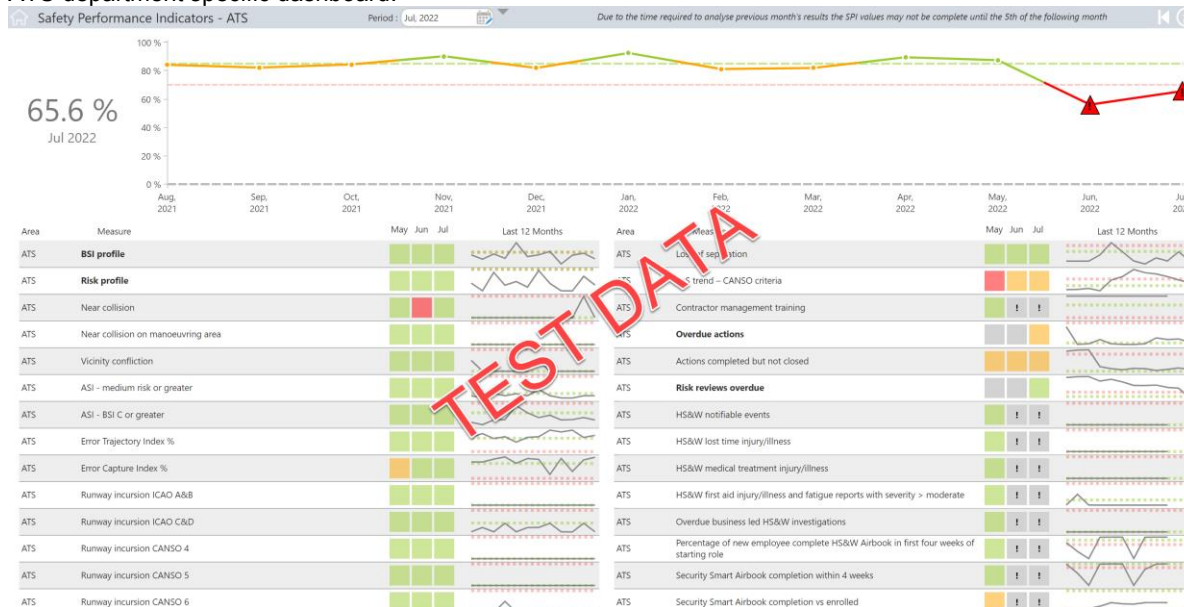 ATS department specific dashboard.
Safety Performance Indicators - ATS
Period : Jul, 2022
Due to the time required to analyse previous month's results the SPI values may not be complete until the 5th of the following month
100 %
80 %
60 %
40 %
20 %
0 %
65.6 %
Jul 2022
Aug, 2021
Sep, 2021
Oct, 2021
Nov, 2021
Dec, 2021
Jan, 2022
Feb, 2022
Mar, 2022
Apr, 2022
May, 2022
Jun, 2022
Area Measure May Jun Jul Last 12 Months
ATS BSI profile
ATS Risk profile
ATS Near collision
ATS Near collision on manoeuvring area
ATS Vicinity confliction
ATS ASI - medium risk or greater
ATS ASI - BSI C or greater
ATS Error Trajectory Index %
ATS Error Capture Index %
ATS Runway incursion ICAO A&B
ATS Runway incursion ICAO C&D
ATS Runway incursion CANSO 4
ATS Runway incursion CANSO 5
ATS Runway incursion CANSO 6
Area May Jun Jul Last 12 Months
ATS separation
trend – CANSO criteria
Contractor management training ! !
ATS Overdue actions
ATS Actions completed but not closed
ATS Risk reviews overdue
ATS HS&W notifiable events ! !
ATS HS&W lost time injury/illness ! !
ATS HS&W medical treatment injury/illness ! !
ATS HS&W first aid injury/illness and fatigue reports with severity > moderate ! !
ATS Overdue business led HS&W investigations ! !
ATS Percentage of new employee complete HS&W Airbook in first four weeks of
starting role ! !
ATS Security Smart Airbook completion within 4 weeks ! !
ATS Security Smart Airbook completion vs enrolled ! !
TEST DATA